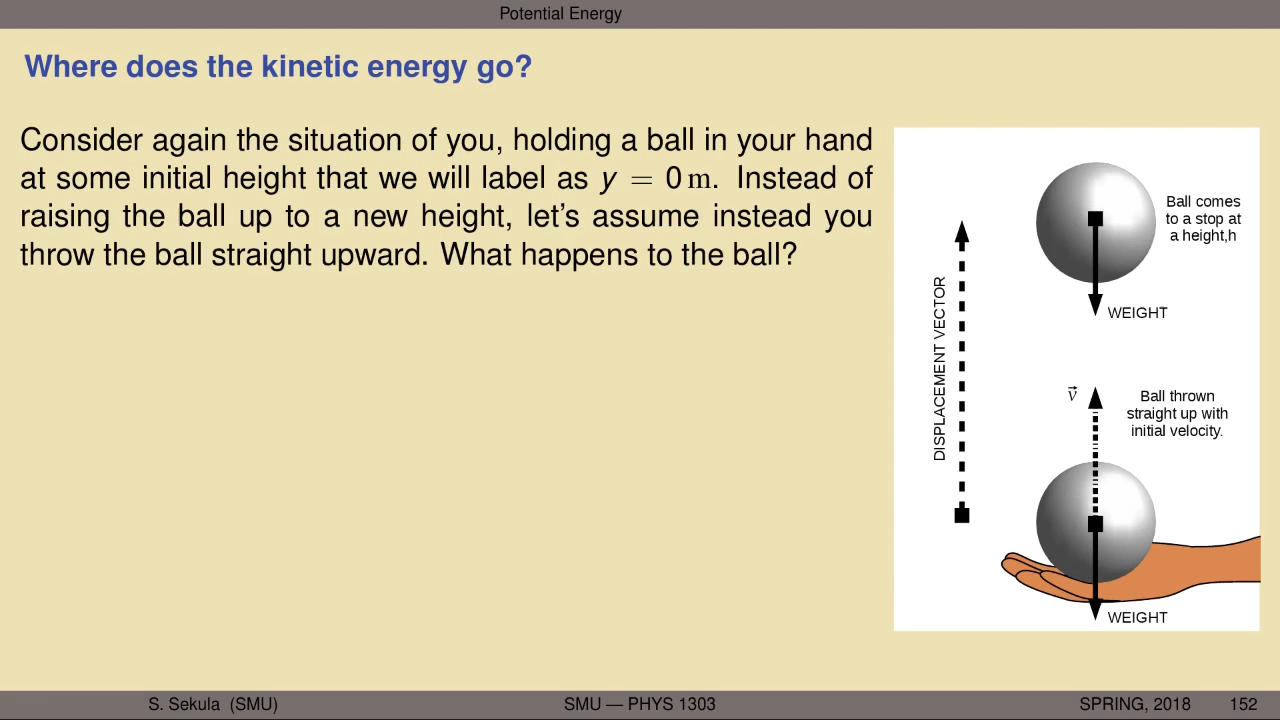 Potential Energy
Where does the kinetic energy go?
Consider again the situation of you, holding a ball in your hand
at some initial height that we will label as y = 0 m. Instead of
raising the ball up to a new height, let's assume instead you
throw the ball straight upward. What happens to the ball?
Ball comes
to a stop at
a height,h
WEIGHT
DISPLACEMENT VECTOR
v⃗
Ball thrown
straight up with
initial velocity.
WEIGHT
S. Sekula (SMU)
SMU — PHYS 1303
SPRING, 2018
152